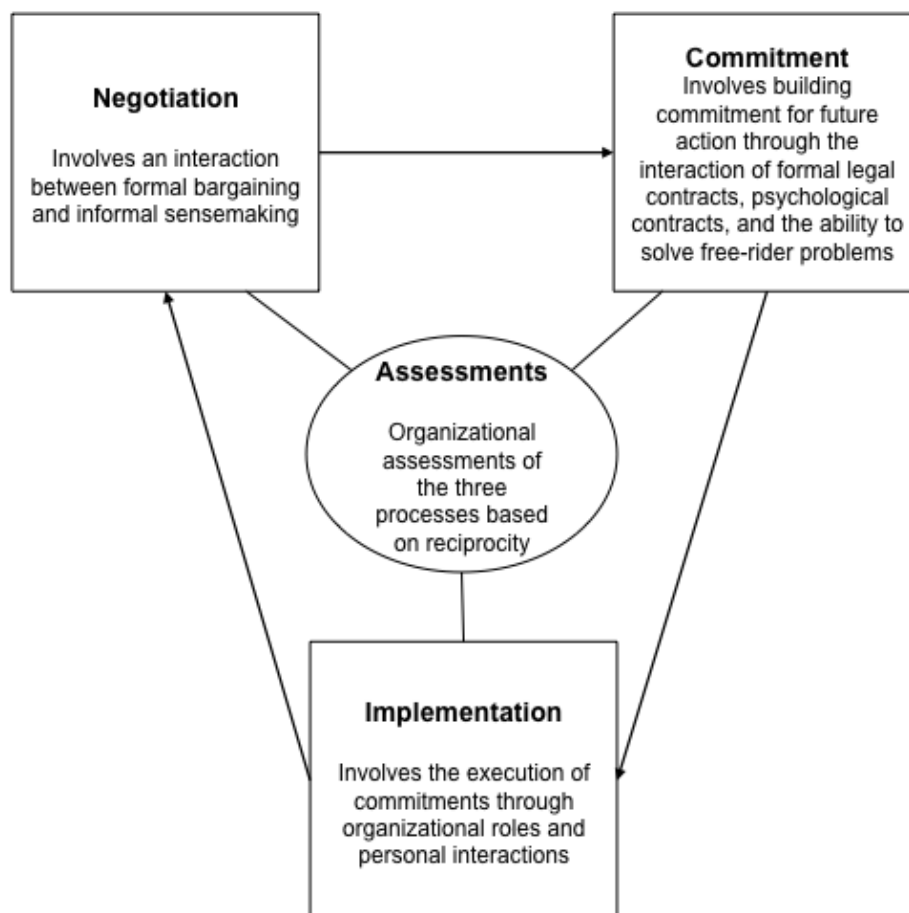 Negotiation
Involves an interaction
between formal bargaining
and informal sensemaking
Commitment
Involves building
commitment for future
action through the
interaction of formal legal
contracts, psychological
contracts, and the ability to
solve free-rider problems
Assessments
Organizational
assessments of
the three
processes based
on reciprocity
Implementation
Involves the execution of
commitments through
organizational roles and
personal interactions